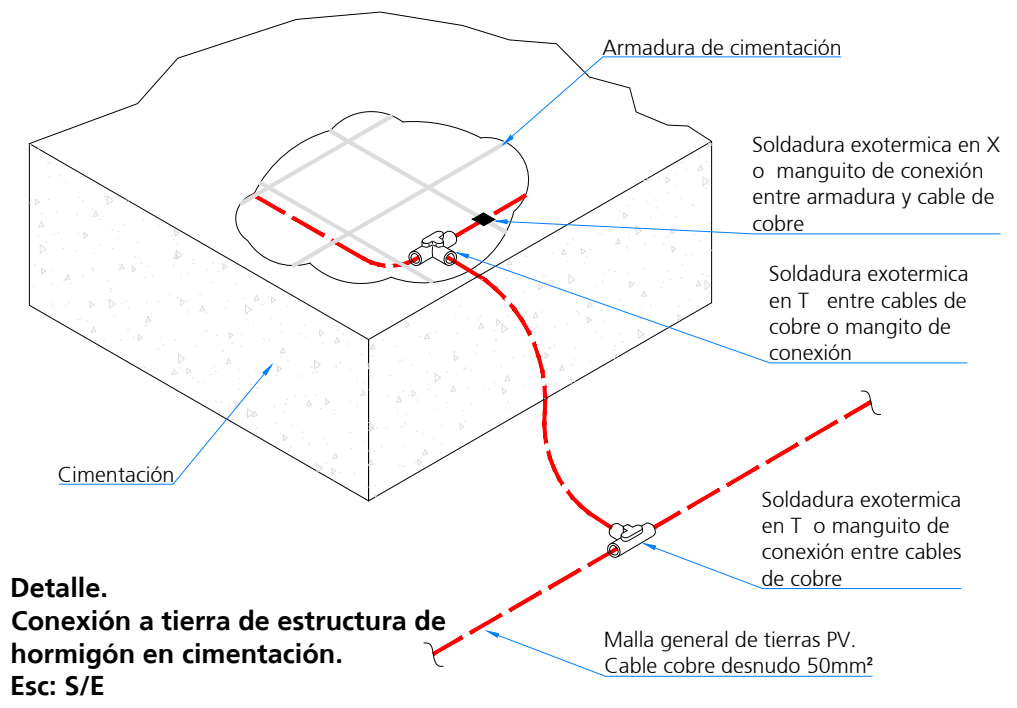 Armadura de cimentación
Soldadura exotermica en X
o manguito de conexión
entre armadura y cable de
cobre
Soldadura exotermica
en T entre cables de
cobre o mangito de
conexión
Cimentación
Soldadura exotermica
en T o manguito de
conexión entre cables
de cobre
Detalle.
Conexión a tierra de estructura de
hormigón en cimentación.
Esc: S/E
Malla general de tierras PV.
Cable cobre desnudo 50mm²